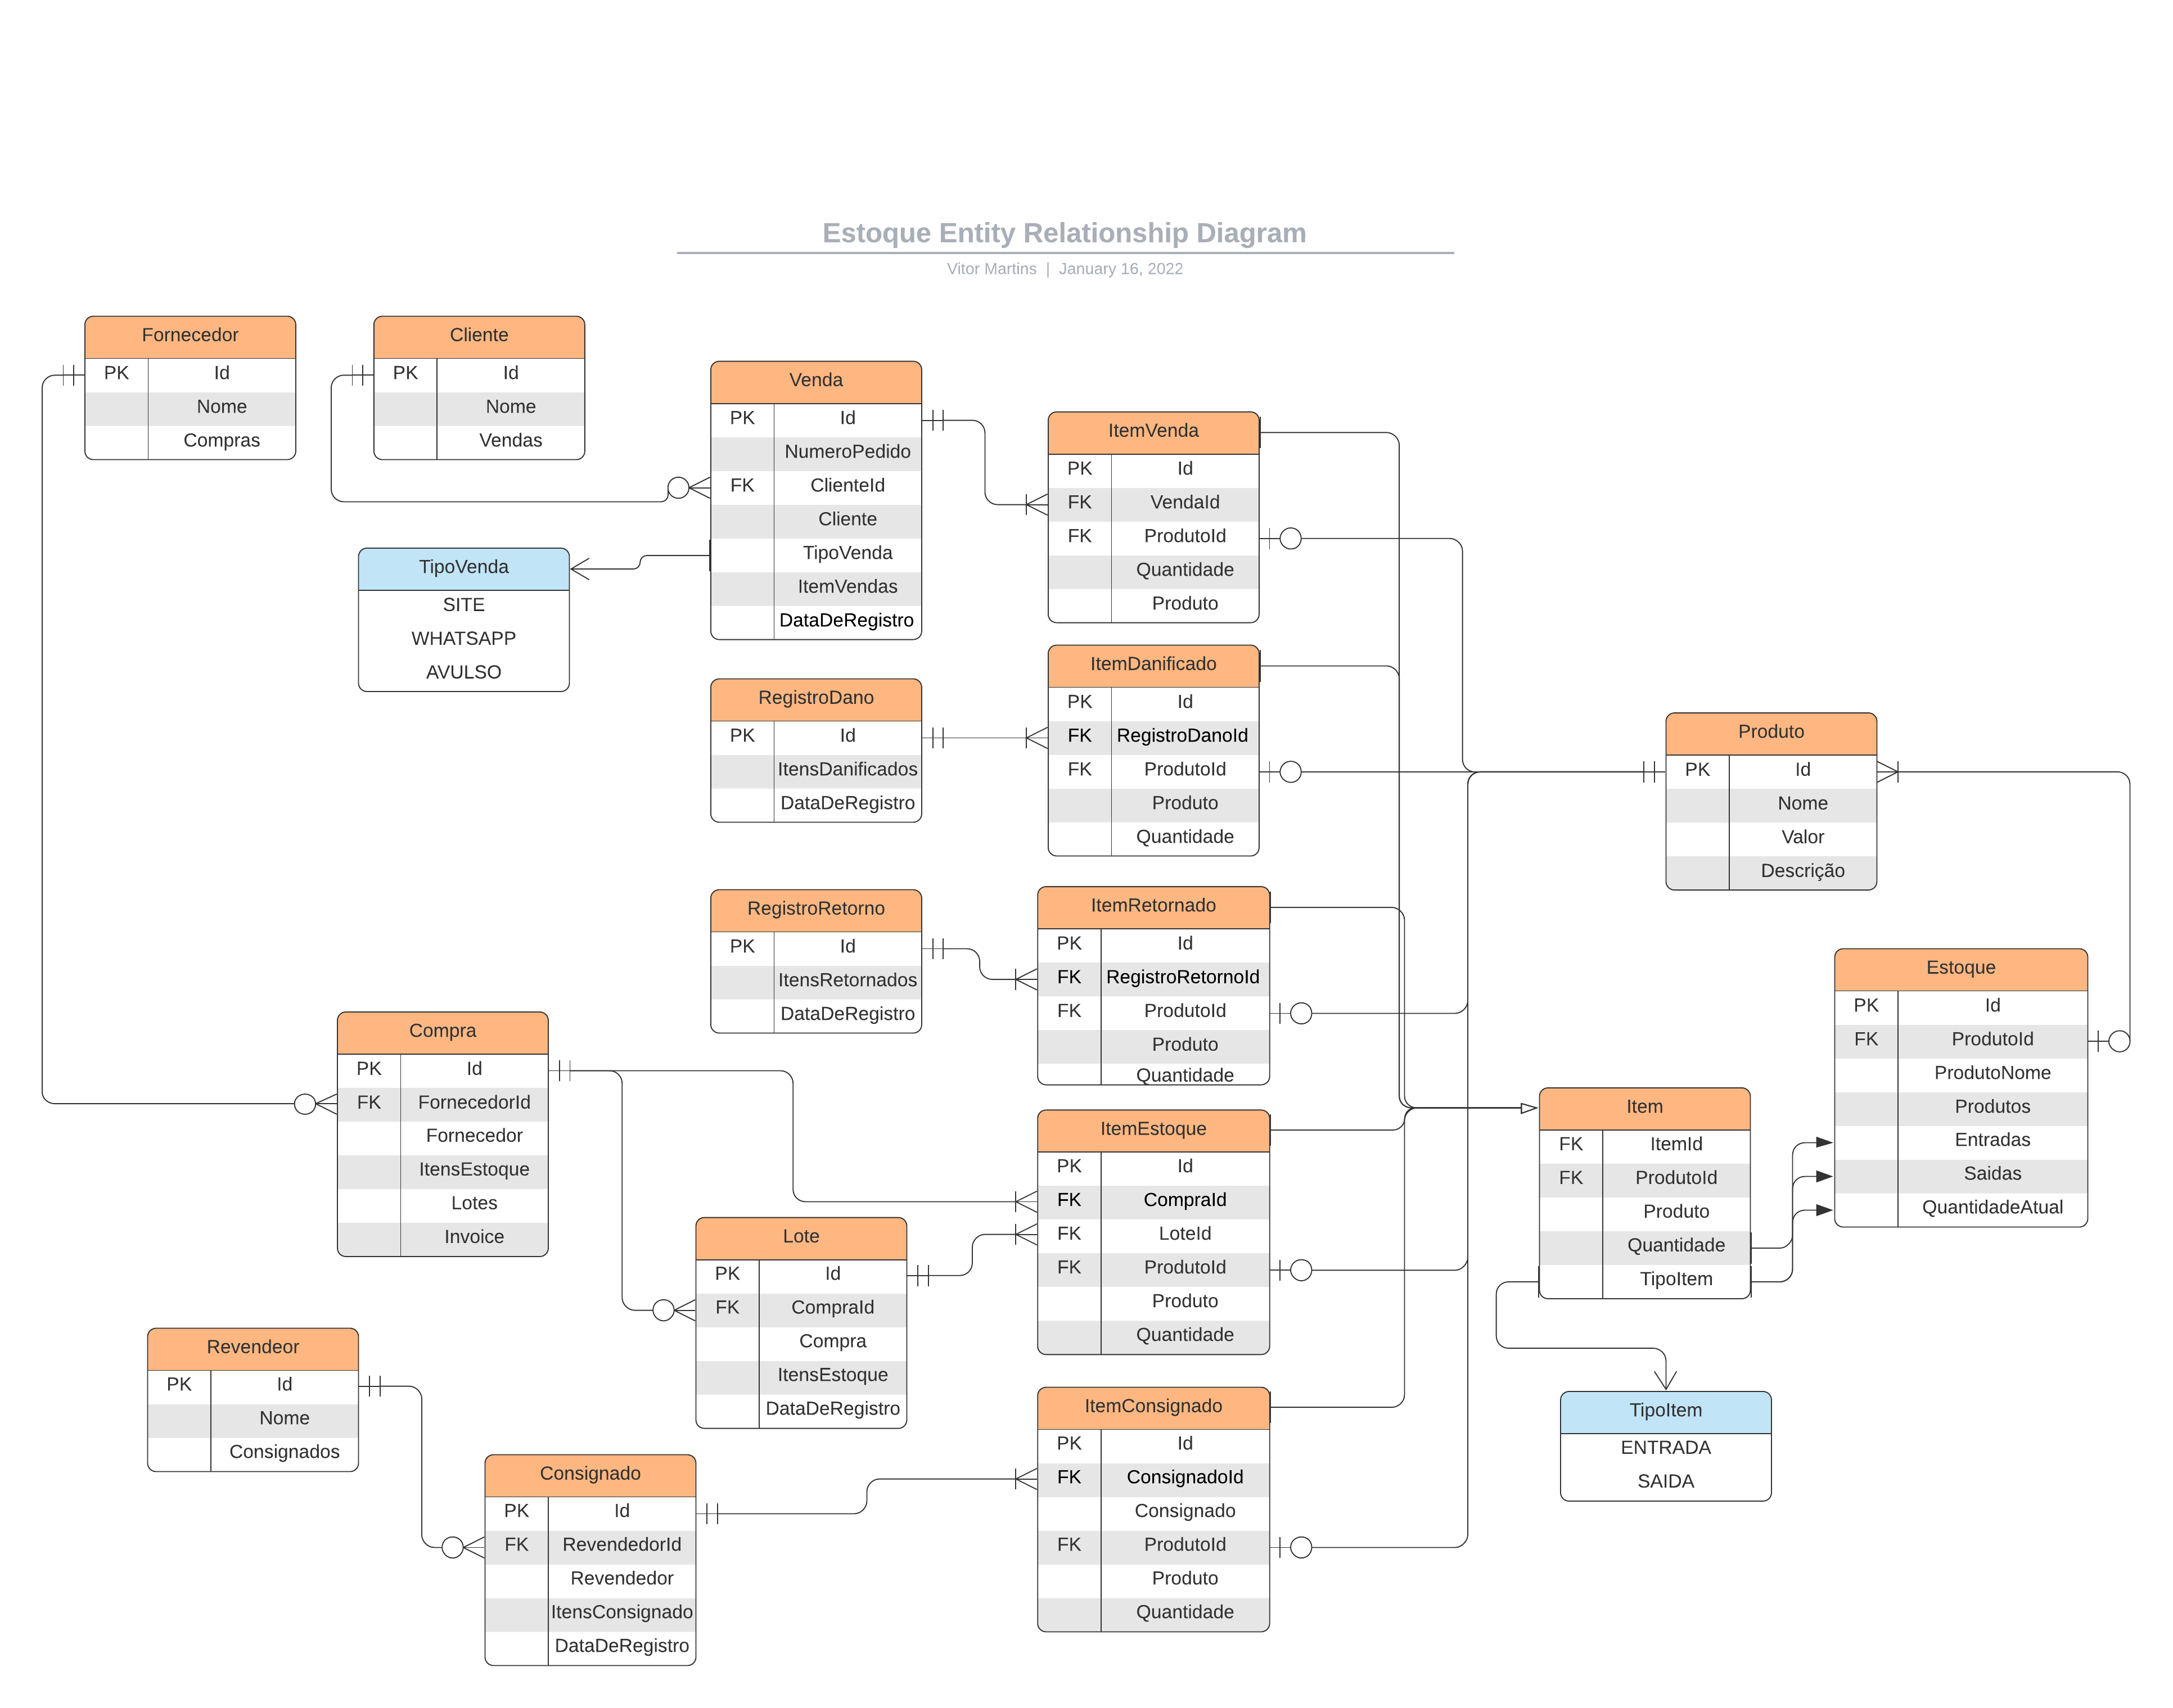 Estoque Entity Relationship Diagram
Vitor Martins | January 16, 2022
Fornecedor
PK Id
Nome
Compras
Cliente
PK Id
Nome
Vendas
Venda
PK Id
NumeroPedido
FK ClienteId
Cliente
TipoVenda
ItemVendas
DataDeRegistro
TipoVenda
SITE
WHATSAPP
AVULSO
ItemVenda
PK Id
FK VendaId
FK ProdutoId
Quantidade
Produto
RegistroDano
PK Id
ItensDanificados
DataDeRegistro
ItemDanificado
PK Id
FK RegistroDanoId
FK ProdutoId
Produto
Quantidade
Produto
PK Id
Nome
Valor
Descrição
RegistroRetorno
PK Id
ItensRetornados
DataDeRegistro
ItemRetornado
PK Id
FK RegistroRetornoId
FK ProdutoId
Produto
Quantidade
Estoque
PK Id
FK ProdutoId
ProdutoNome
Produtos
Entradas
Saidas
QuantidadeAtual
Compra
PK Id
FK FornecedorId
Fornecedor
ItensEstoque
Lotes
Invoice
ItemEstoque
PK Id
FK CompraId
FK LoteId
FK ProdutoId
Produto
Quantidade
Item
FK ItemId
FK ProdutoId
Produto
Quantidade
TipoItem
Lote
PK Id
FK CompraId
Compra
ItensEstoque
DataDeRegistro
Revendeor
PK Id
Nome
Consignados
Consignado
PK Id
FK RevendedorId
Revendedor
ItensConsignado
DataDeRegistro
ItemConsignado
PK Id
FK ConsignadoId
Consignado
FK ProdutoId
Produto
Quantidade
TipoItem
ENTRADA
SAIDA